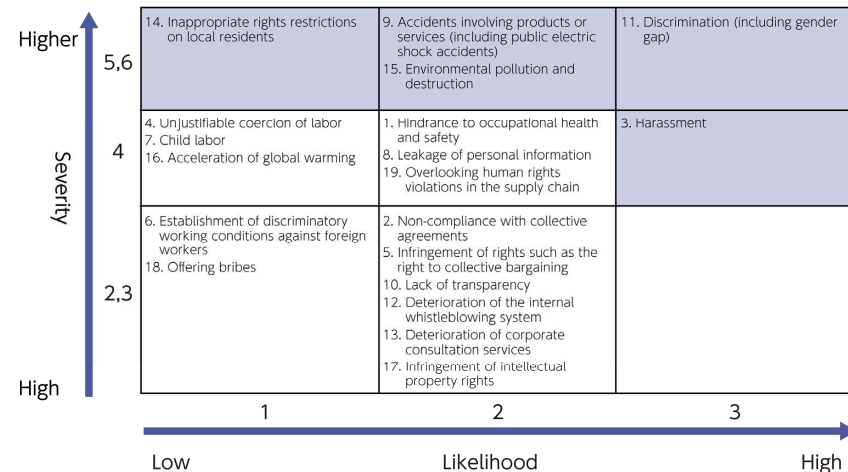 Higher
Severity
High
5,6
4
2,3
14. Inappropriate rights restrictions
on local residents
9. Accidents involving products or
services (including public electric
shock accidents)
15. Environmental pollution and
destruction
11. Discrimination (including gender
gap)
4. Unjustifiable coercion of labor
7. Child labor
16. Acceleration of global warming
1. Hindrance to occupational health
and safety
8. Leakage of personal information
19. Overlooking human rights
violations in the supply chain
3. Harassment
6. Establishment of discriminatory
working conditions against foreign
workers
18. Offering bribes
2. Non-compliance with collective
agreements
5. Infringement of rights such as the
right to collective bargaining
10. Lack of transparency
12. Deterioration of the internal
whistleblowing system
13. Deterioration of corporate
consultation services
17. Infringement of intellectual
property rights
1
2
3
Low
Likelihood
High